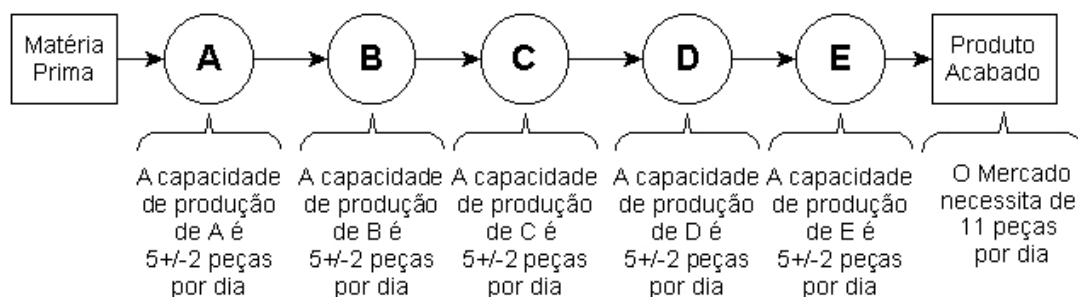 Matéria
Prima
A
B
C
D
E
Produto
Acabado
A capacidade
de produção
de A é
5+/-2 peças
por dia
A capacidade
de produção
de B é
5+/-2 peças
por dia
A capacidade
de produção
de C é
5+/-2 peças
por dia
A capacidade
de produção
de D é
5+/-2 peças
por dia
A capacidade
de produção
de E é
5+/-2 peças
por dia
O Mercado
necessita de
11 peças
por dia